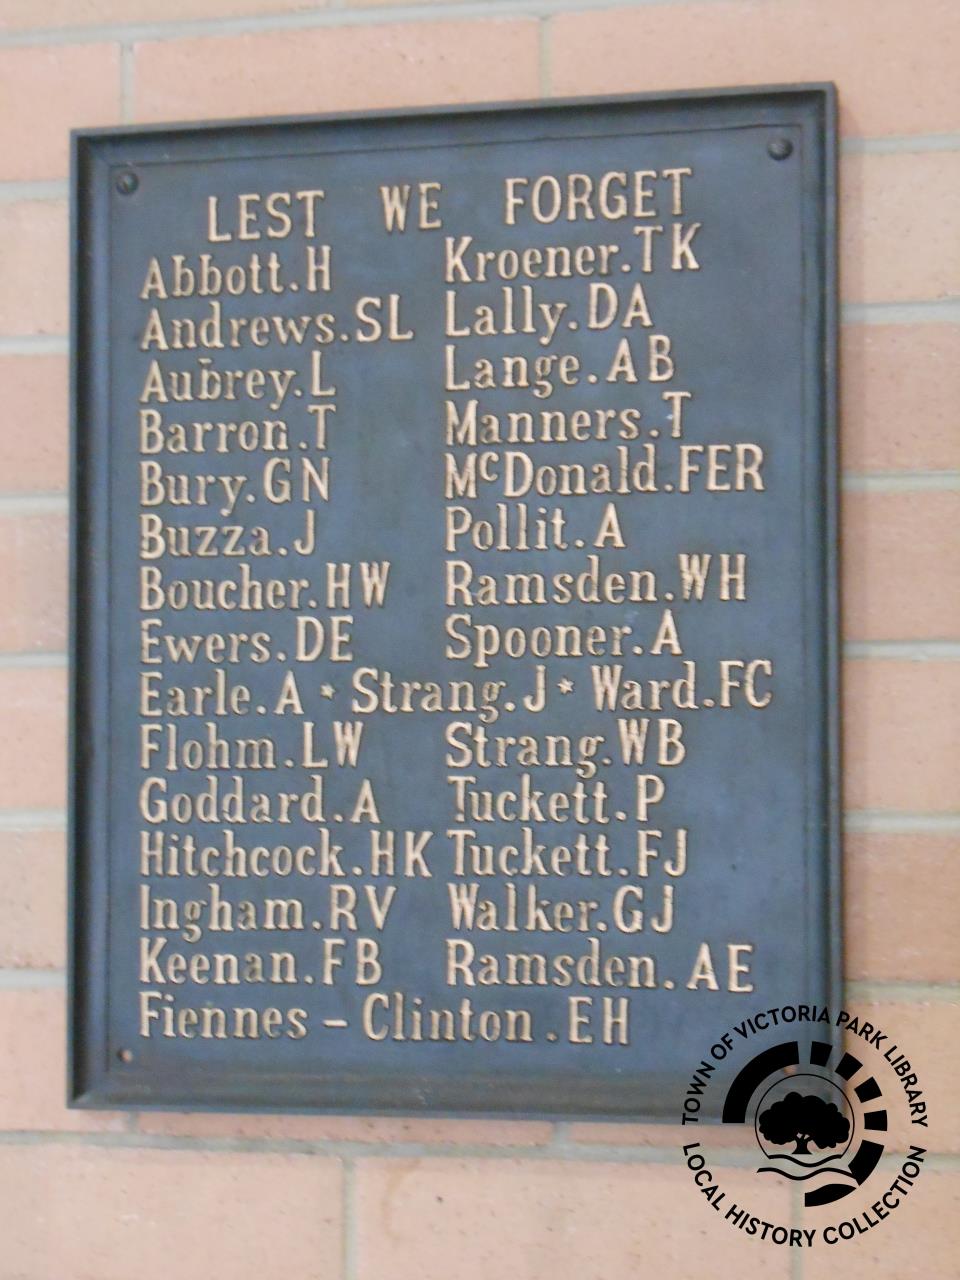 LEST WE FORGET
Abbott.H Kroener.TK
Andrews.SL Lally.DA
Aubrey.L Lange.AB
Barron.T Manners.T
Bury.GN McDonald.FER
Buzza.J Pollit.A
Boucher.HW Ramsden.WH
Ewers.DE Spooner.A
Earle.A * Strang.J * Ward.FC
Flohm.LW Strang.WB
Goddard.A Tuckett.P
Hitchcock.HK Tuckett.FJ
Ingham.RV Walker.GJ
Keenan.FB Ramsden.AE
Fiennes - Clinton.EH
TOWN OF VICTORIA PARK LIBRARY
LOCAL HISTORY COLLECTION